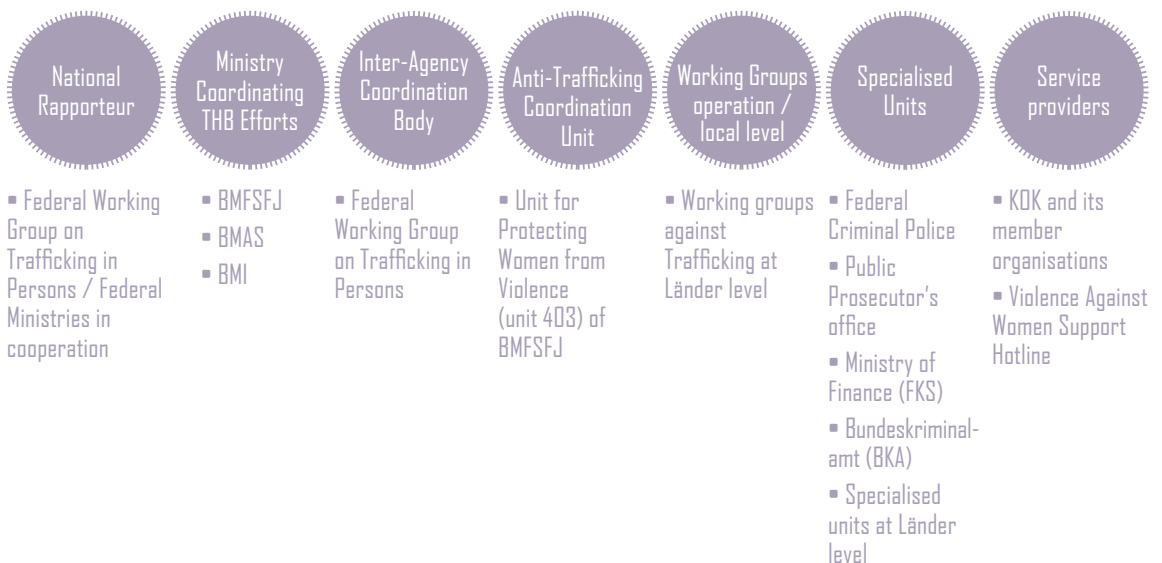 National
Rapporteur
▪ Federal Working
Group on
Trafficking in
Persons / Federal
Ministries in
cooperation
Ministry
Coordinating
THB Efforts
▪ BMFSFJ
▪ BMAS
▪ BMI
Inter-Agency
Coordination
Body
▪ Federal
Working Group
on Trafficking in
Persons
Anti-Trafficking
Coordination
Unit
▪ Unit for
Protecting
Women from
Violence
(unit 403) of
BMFSFJ
Working Groups
operation /
local level
▪ Working groups
against
Trafficking at
Länder level
Specialised
Units
▪ Federal
Criminal Police
▪ Public
Prosecutor's
office
▪ Ministry of
Finance (FKS)
▪ Bundeskriminal-
amt (BKA)
▪ Specialised
units at Länder
level
Service
providers
▪ KOK and its
member
organisations
▪ Violence Against
Women Support
Hotline